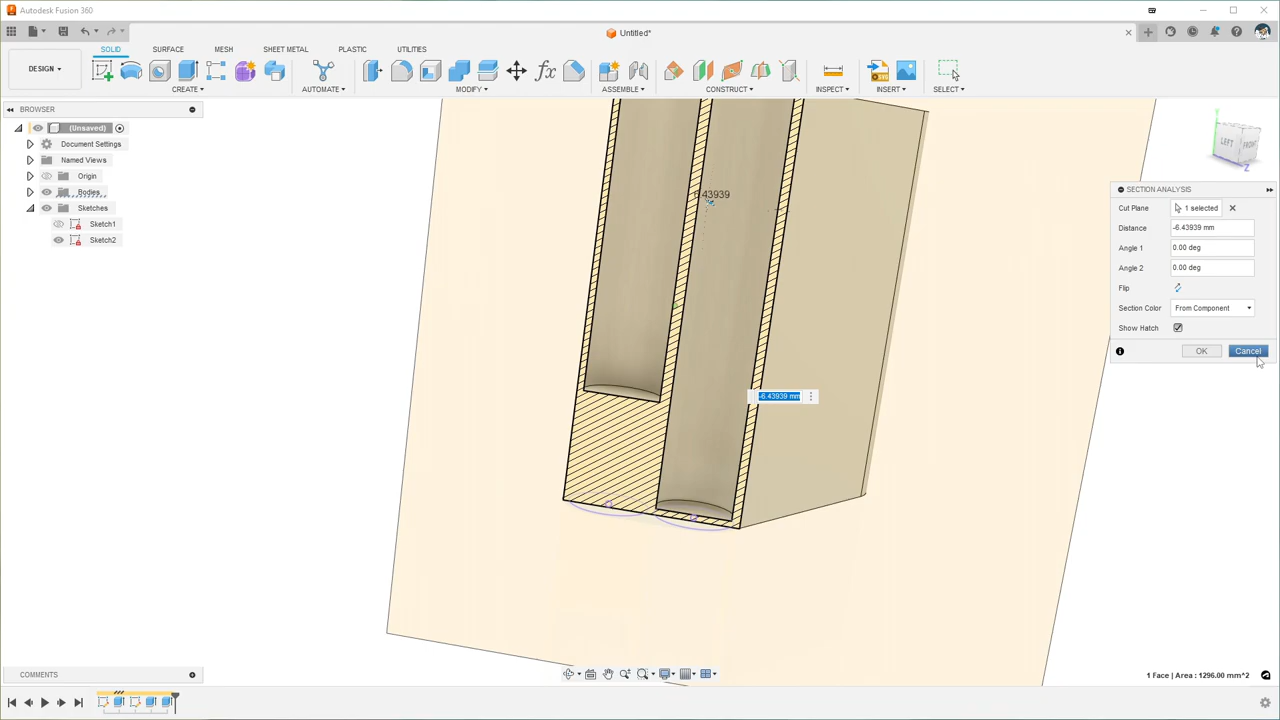 Autodesk Fusion 360
Untitled*
DESIGN
SOLID SURFACE MESH SHEET METAL PLASTIC UTILITIES
CREATE AUTOMATE MODIFY ASSEMBLE CONSTRUCT INSPECT INSERT SELECT
BROWSER
(Unsaved)
Document Settings
Named Views
Origin
Bodies
Sketches
Sketch1
Sketch2
6.43939
-6.43939 mm
LEFT FRONT
Z
SECTION ANALYSIS
Cut Plane 1 selected
Distance -6.43939 mm
Angle 1 0.00 deg
Angle 2 0.00 deg
Flip
Section Color From Component
Show Hatch
OK Cancel
COMMENTS
1 Face | Area : 1296.00 mm^2